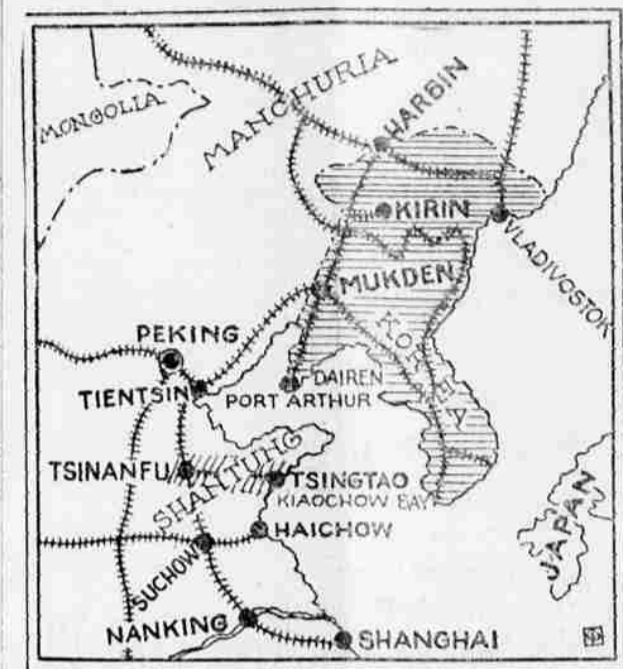 MONGOLIA
MANCHURIA
HARBIN
KIRIN
VLADIVOSTOK
MUKDEN
PEKING
KOREA
TIENTSIN
DAIREN
PORT ARTHUR
SHANTUNG
TSINANFU
TSINGTAO
KIAOCHOW BAY
HAICHOW
JAPAN
SUCHOW
NANKING
SHANGHAI